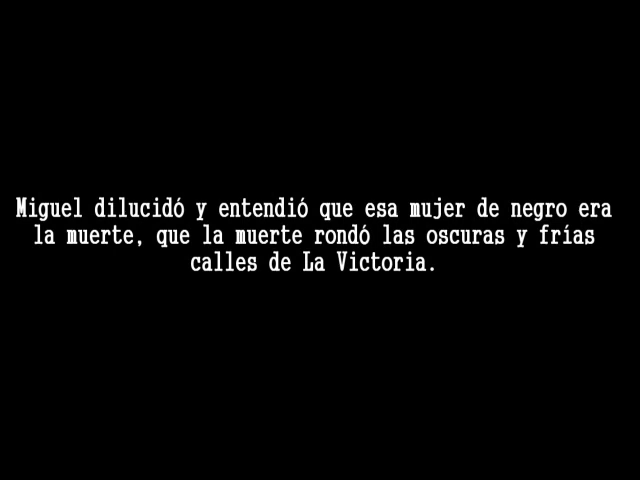 Miguel dilucidó y entendió que esa mujer de negro era
la muerte, que la muerte rondó las oscuras y frías
calles de La Victoria.